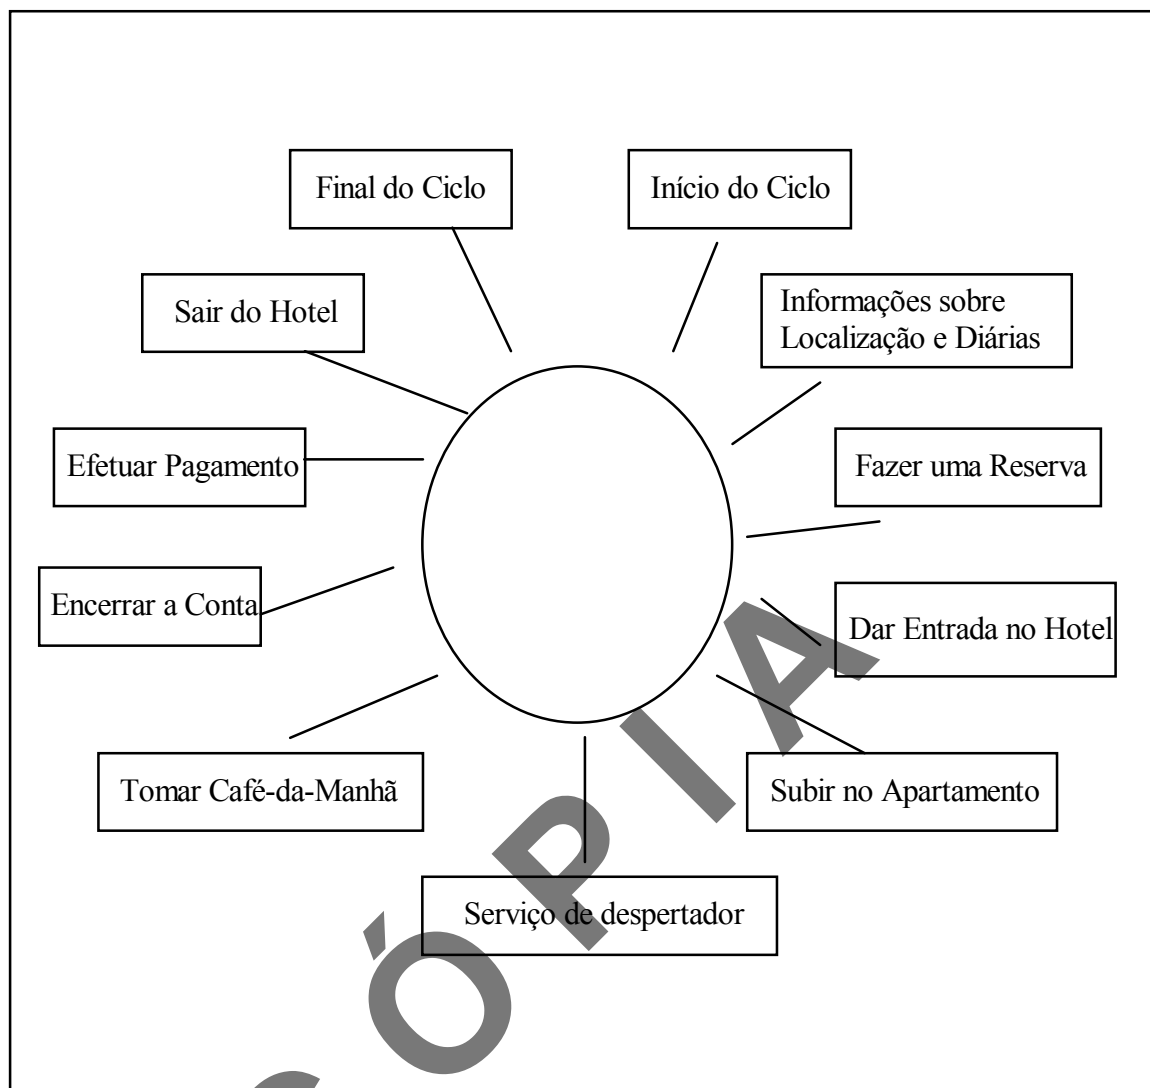 Final do Ciclo
Início do Ciclo
Sair do Hotel
Informações sobre
Localização e Diárias
Efetuar Pagamento
Fazer uma Reserva
Encerrar a Conta
Dar Entrada no Hotel
Tomar Café-da-Manhã
Subir no Apartamento
Serviço de despertador
CÓPIA